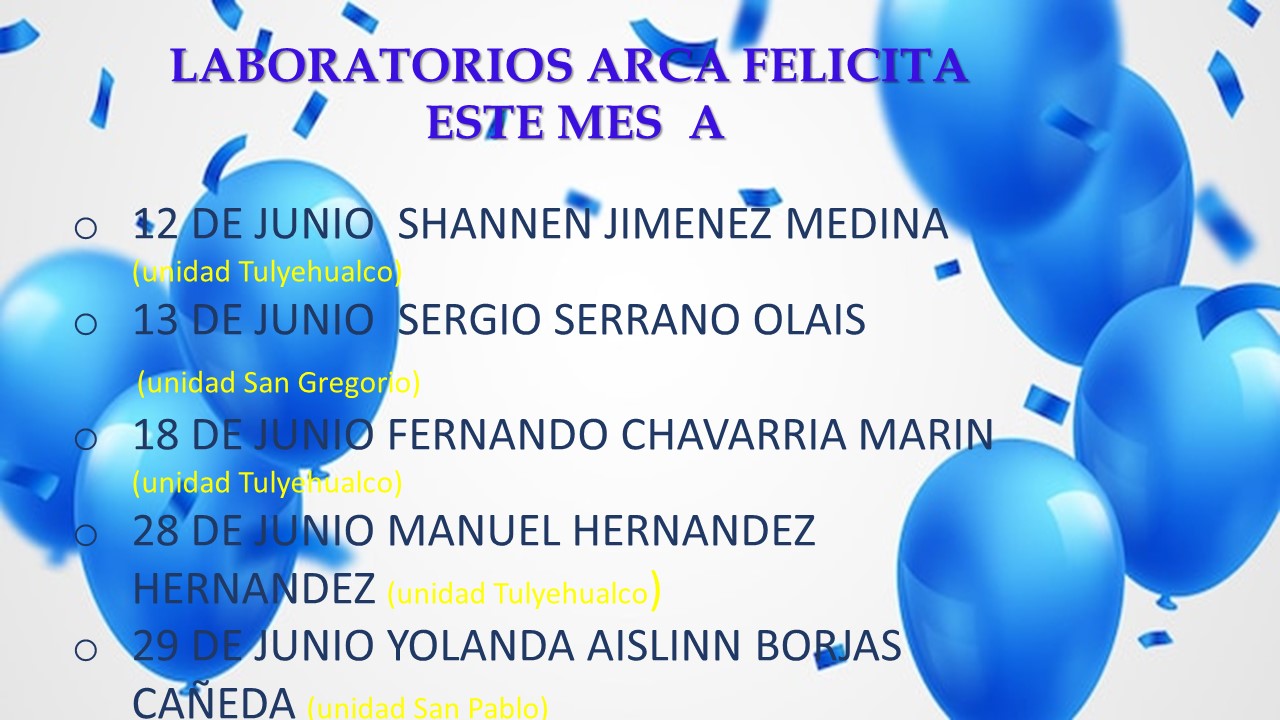 LABORATORIOS ARCA FELICITA
ESTE MES A
o 12 DE JUNIO SHANNEN JIMENEZ MEDINA
(unidad Tulyehualco)
o 13 DE JUNIO SERGIO SERRANO OLAIS
(unidad San Gregorio)
o 18 DE JUNIO FERNANDO CHAVARRIA MARIN
(unidad Tulyehualco)
o 28 DE JUNIO MANUEL HERNANDEZ
HERNANDEZ (unidad Tulyehualco)
o 29 DE JUNIO YOLANDA AISLINN BORJAS
CAÑEDA (unidad San Pablo)